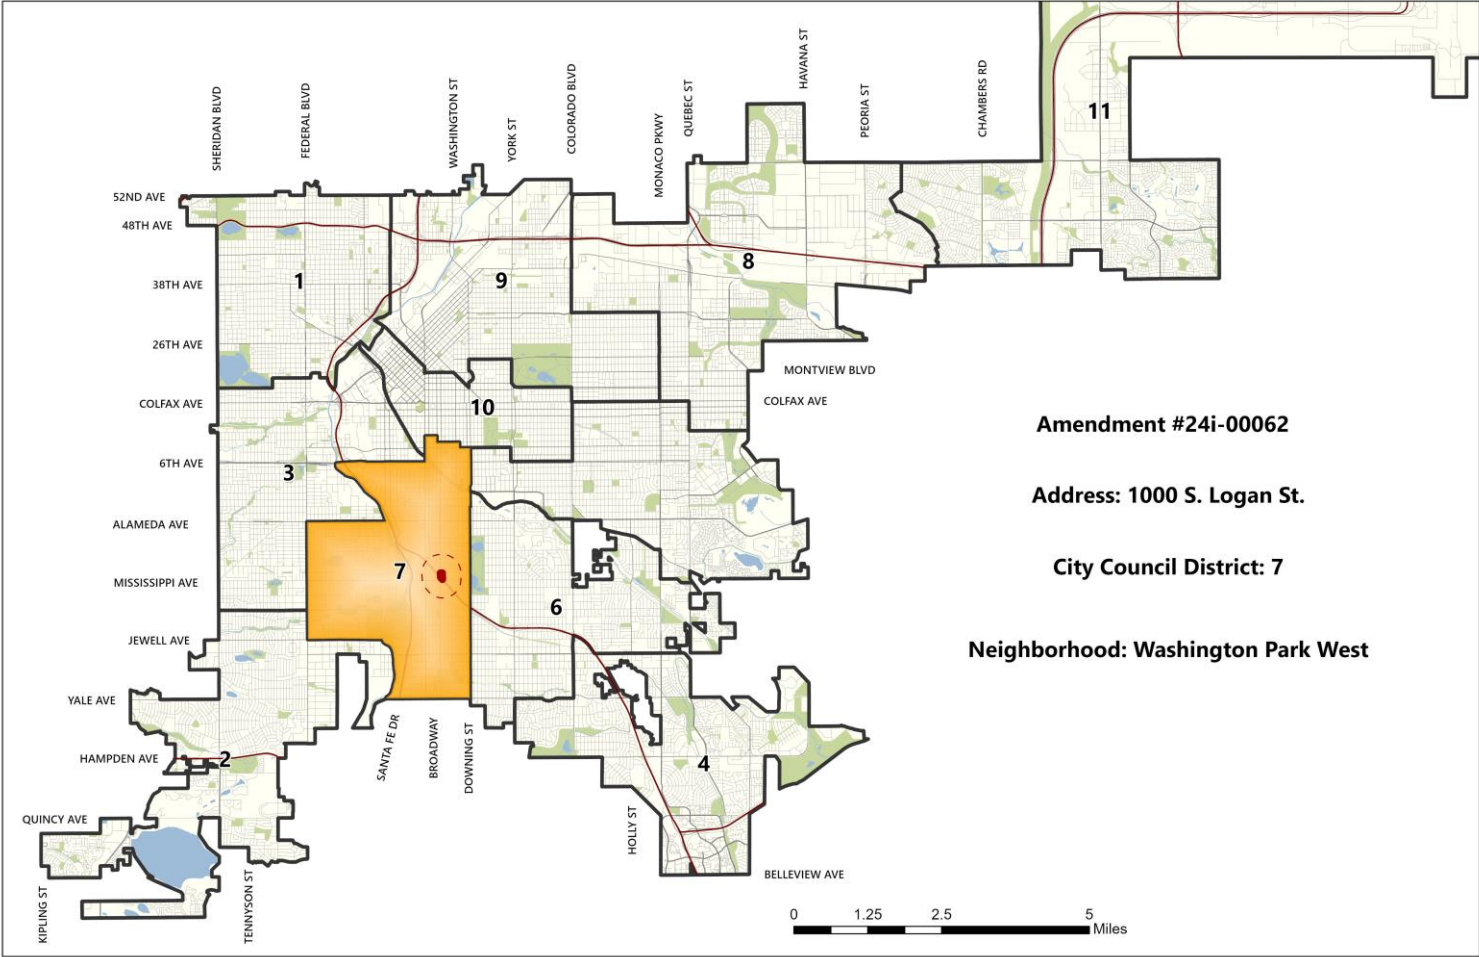 SHERIDAN BLVD
FEDERAL BLVD
WASHINGTON ST
YORK ST
COLORADO BLVD
MONACO PKWY
QUEBEC ST
HAVANA ST
PEORIA ST
CHAMBERS RD
11
52ND AVE
48TH AVE
8
1
9
38TH AVE
26TH AVE
MONTVIEW BLVD
COLFAX AVE
10
COLFAX AVE
Amendment #24i-00062
6TH AVE
3
Address: 1000 S. Logan St.
ALAMEDA AVE
7
City Council District: 7
MISSISSIPPI AVE
6
JEWELL AVE
Neighborhood: Washington Park West
YALE AVE
SANTA FE DR
BROADWAY
DOWNING ST
HAMPDEN AVE
2
4
QUINCY AVE
HOLLY ST
BELLEVIEW AVE
KIPLING ST
TENNYSON ST
0 1.25 2.5 5
Miles